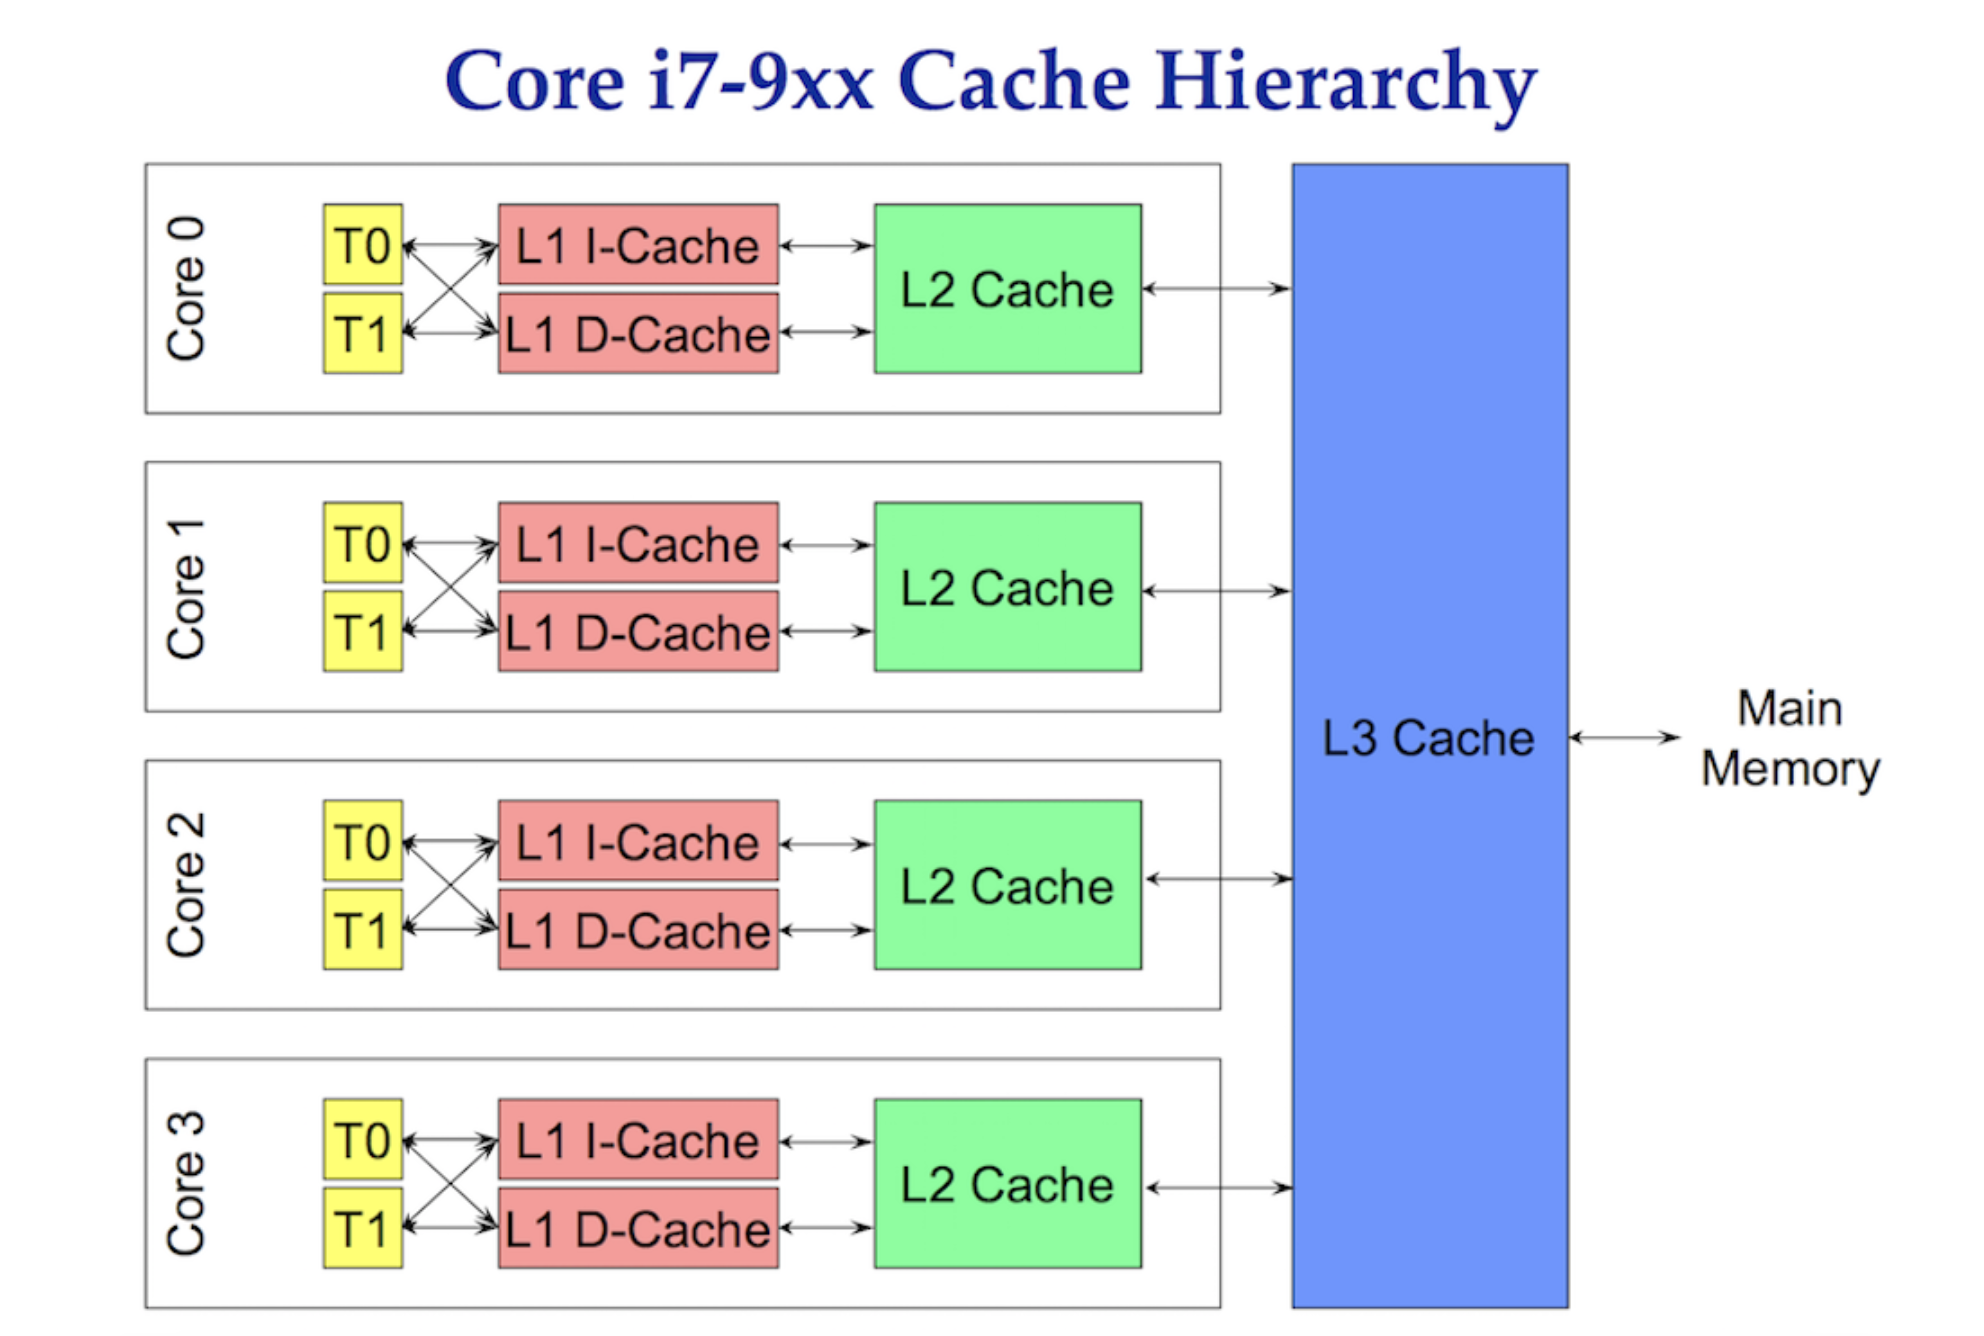 Core i7-9xx Cache Hierarchy
Core 0
T0
L1 I-Cache
T1
L1 D-Cache
L2 Cache
Core 1
T0
L1 I-Cache
T1
L1 D-Cache
L2 Cache
Core 2
T0
L1 I-Cache
T1
L1 D-Cache
L2 Cache
Core 3
T0
L1 I-Cache
T1
L1 D-Cache
L2 Cache
L3 Cache
Main
Memory